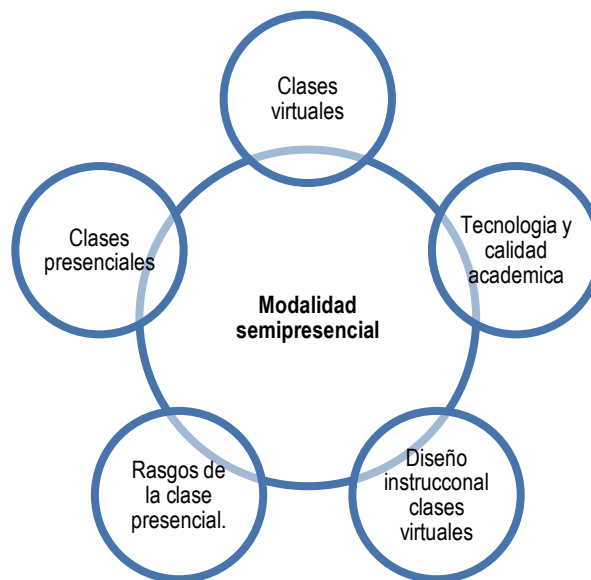 Clases
virtuales
Tecnologia y
calidad
academica
Diseño
instrucconal
clases
virtuales
Rasgos de
la clase
presencial.
Clases
presenciales
Modalidad
semipresencial